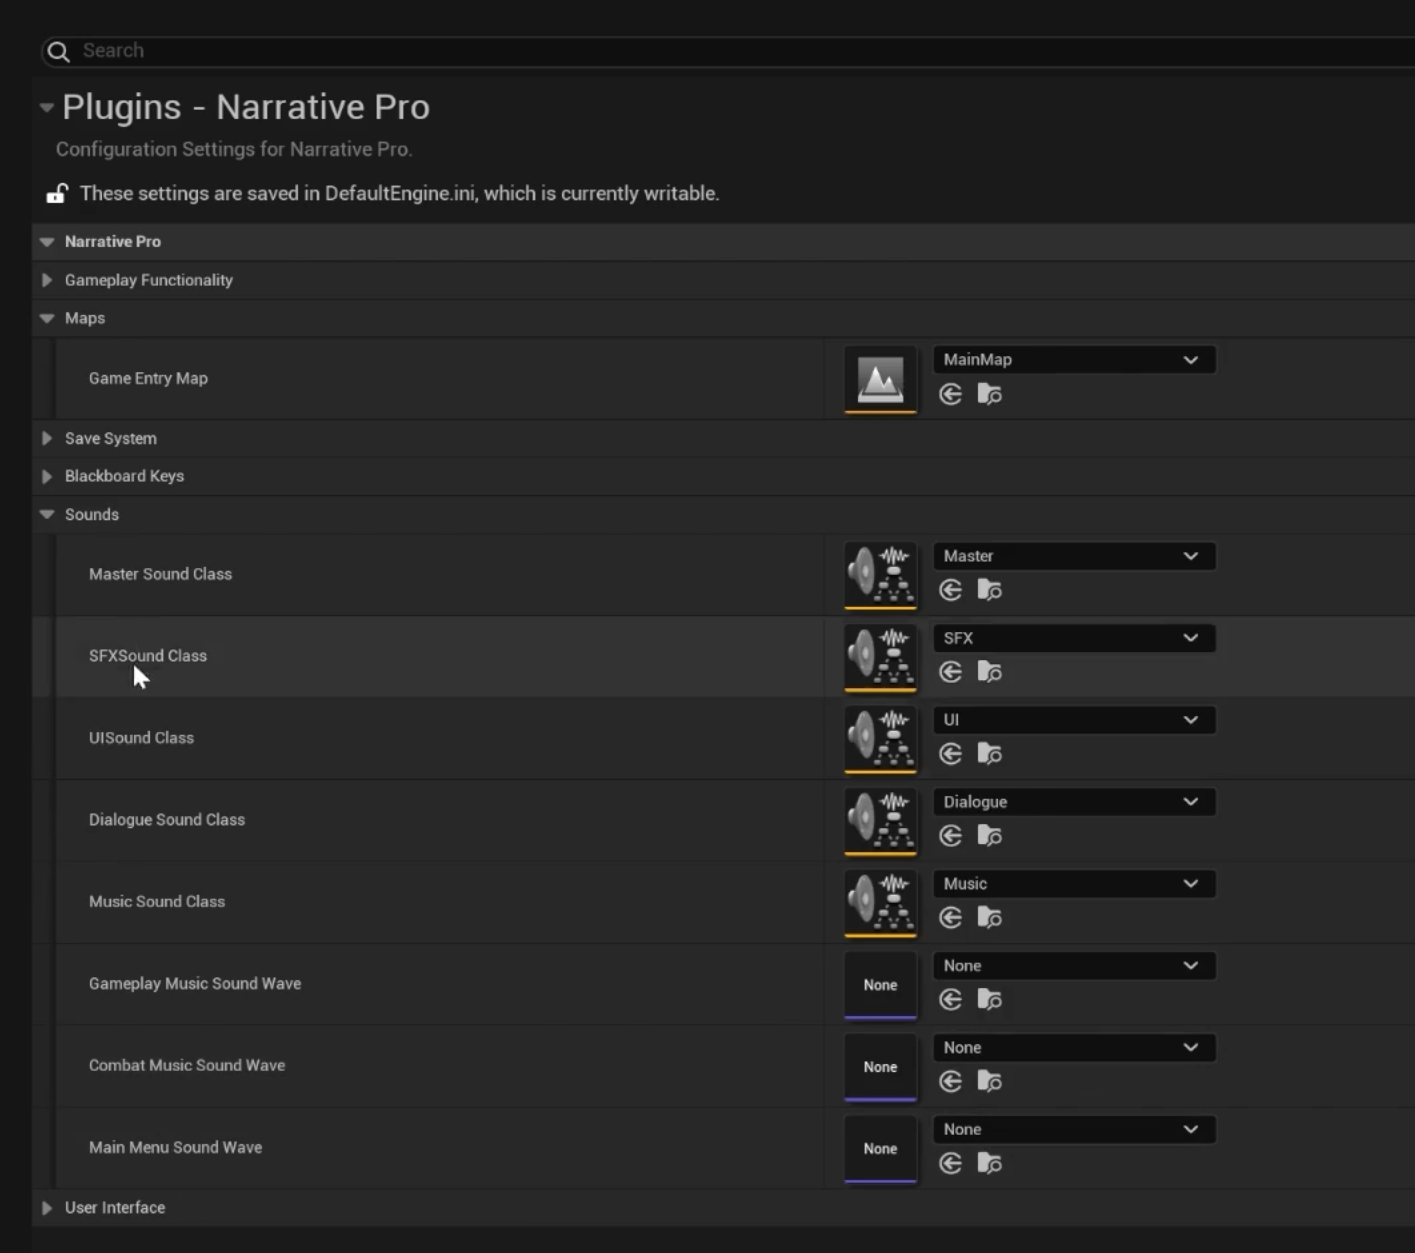 Search
Plugins - Narrative Pro
Configuration Settings for Narrative Pro.
These settings are saved in DefaultEngine.ini, which is currently writable.
Narrative Pro
Gameplay Functionality
Maps
Game Entry Map
MainMap
Save System
Blackboard Keys
Sounds
Master Sound Class
Master
SFXSound Class
SFX
UISound Class
UI
Dialogue Sound Class
Dialogue
Music Sound Class
Music
Gameplay Music Sound Wave
None
None
Combat Music Sound Wave
None
None
Main Menu Sound Wave
None
None
User Interface